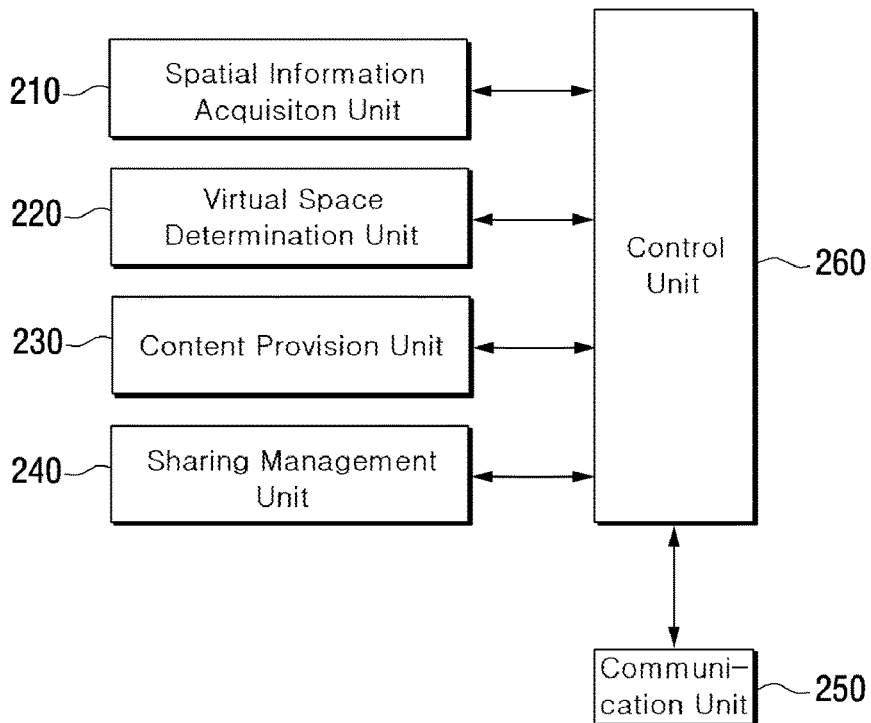 210
Spatial Information
Acquisiton Unit
220
Virtual Space
Determination Unit
230
Content Provision Unit
240
Sharing Management
Unit
Control
Unit
260
Communi-
cation Unit
250